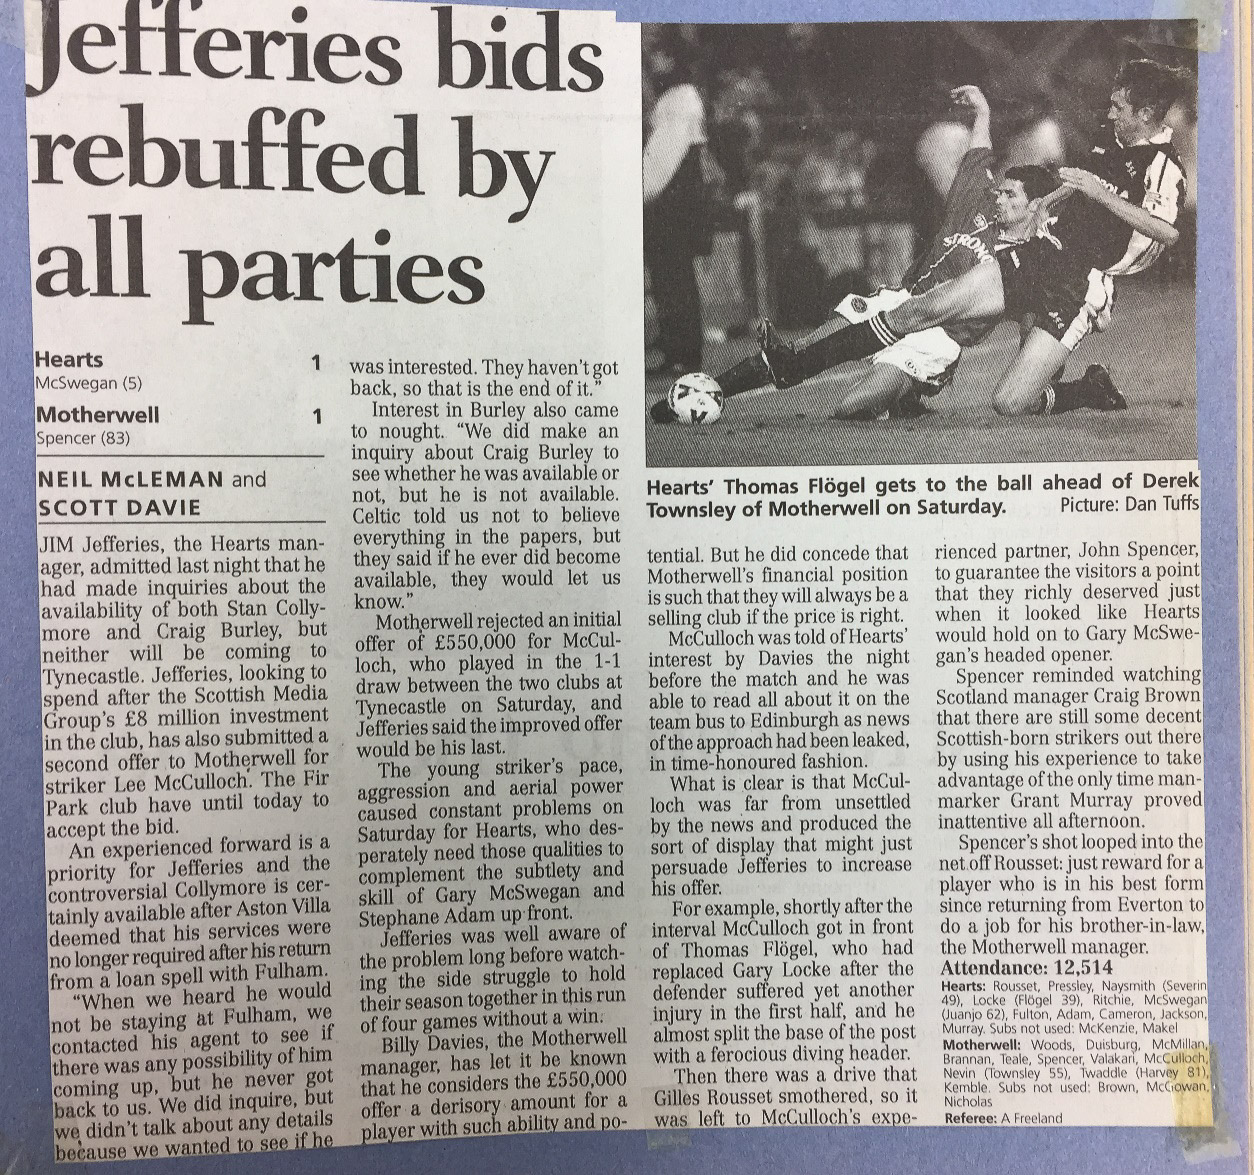 Jefferies bids
rebuffed by
all parties
Hearts 1
McSwegan (5)
Motherwell 1
Spencer (83)
NEIL McLEMAN and
SCOTT DAVIE
JIM Jefferies, the Hearts man-
ager, admitted last night that he
had made inquiries about the
availability of both Stan Colly-
more and Craig Burley, but
neither will be coming to
Tynecastle. Jefferies, looking to
spend after the Scottish Media
Group's £8 million investment
in the club, has also submitted a
second offer to Motherwell for
striker Lee McCulloch. The Fir
Park club have until today to
accept the bid.
An experienced forward is a
priority for Jefferies and the
controversial Collymore is cer-
tainly available after Aston Villa
deemed that his services were
no longer required after his return
from a loan spell with Fulham.
"When we heard he would
not be staying at Fulham, we
contacted his agent to see if
there was any possibility of him
coming up, but he never got
back to us. We did inquire, but
we didn't talk about any details
because we wanted to see if he
was interested. They haven't got
back, so that is the end of it."
Interest in Burley also came
to nought. "We did make an
inquiry about Craig Burley to
see whether he was available or
not, but he is not available.
Celtic told us not to believe
everything in the papers, but
they said if he ever did become
available, they would let us
know."
Motherwell rejected an initial
offer of £550,000 for McCul-
loch, who played in the 1-1
draw between the two clubs at
Tynecastle on Saturday, and
Jefferies said the improved offer
would be his last.
The young striker's pace,
aggression and aerial power
caused constant problems on
Saturday for Hearts, who des-
perately need those qualities to
complement the subtlety and
skill of Gary McSwegan and
Stephane Adam up front.
Jefferies was well aware of
the problem long before watch-
ing the side struggle to hold
their season together in this run
of four games without a win.
Billy Davies, the Motherwell
manager, has let it be known
that he considers the £550,000
offer a derisory amount for a
player with such ability and po-
STRONG
Hearts' Thomas Flögel gets to the ball ahead of Derek
Townsley of Motherwell on Saturday. Picture: Dan Tuffs
tential. But he did concede that
Motherwell's financial position
is such that they will always be a
selling club if the price is right.
McCulloch was told of Hearts'
interest by Davies the night
before the match and he was
able to read all about it on the
team bus to Edinburgh as news
of the approach had been leaked,
in time-honoured fashion.
What is clear is that McCul-
loch was far from unsettled
by the news and produced the
sort of display that might just
persuade Jefferies to increase
his offer.
For example, shortly after the
interval McCulloch got in front
of Thomas Flögel, who had
replaced Gary Locke after the
defender suffered yet another
injury in the first half, and he
almost split the base of the post
with a ferocious diving header.
Then there was a drive that
Gilles Rousset smothered, so it
was left to McCulloch's expe-
rienced partner, John Spencer,
to guarantee the visitors a point
that they richly deserved just
when it looked like Hearts
would hold on to Gary McSwe-
gan's headed opener.
Spencer reminded watching
Scotland manager Craig Brown
that there are still some decent
Scottish-born strikers out there
by using his experience to take
advantage of the only time man-
marker Grant Murray proved
inattentive all afternoon.
Spencer's shot looped into the
net off Rousset: just reward for a
player who is in his best form
since returning from Everton to
do a job for his brother-in-law,
the Motherwell manager.
Attendance: 12,514
Hearts: Rousset, Pressley, Naysmith (Severin
49), Locke (Flögel 39), Ritchie, McSwegan
(Juanjo 62), Fulton, Adam, Cameron, Jackson,
Murray. Subs not used: McKenzie, Makel
Motherwell: Woods, Duisburg, McMillan,
Brannan, Teale, Spencer, Valakari, McCulloch,
Nevin (Townsley 55), Twaddle (Harvey 81),
Kemble. Subs not used: Brown, McGowan,
Nicholas
Referee: A Freeland